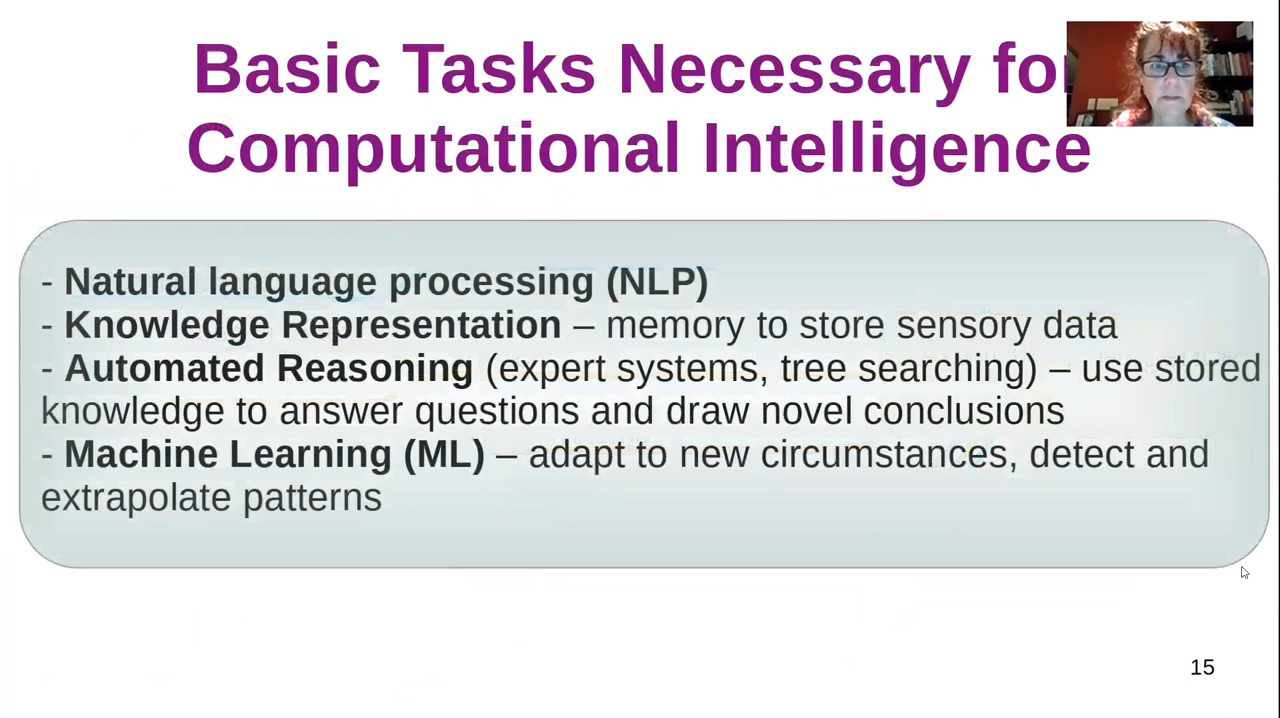 Basic Tasks Necessary for
Computational Intelligence
- Natural language processing (NLP)
- Knowledge Representation – memory to store sensory data
- Automated Reasoning (expert systems, tree searching) – use stored
knowledge to answer questions and draw novel conclusions
- Machine Learning (ML) – adapt to new circumstances, detect and
extrapolate patterns
15